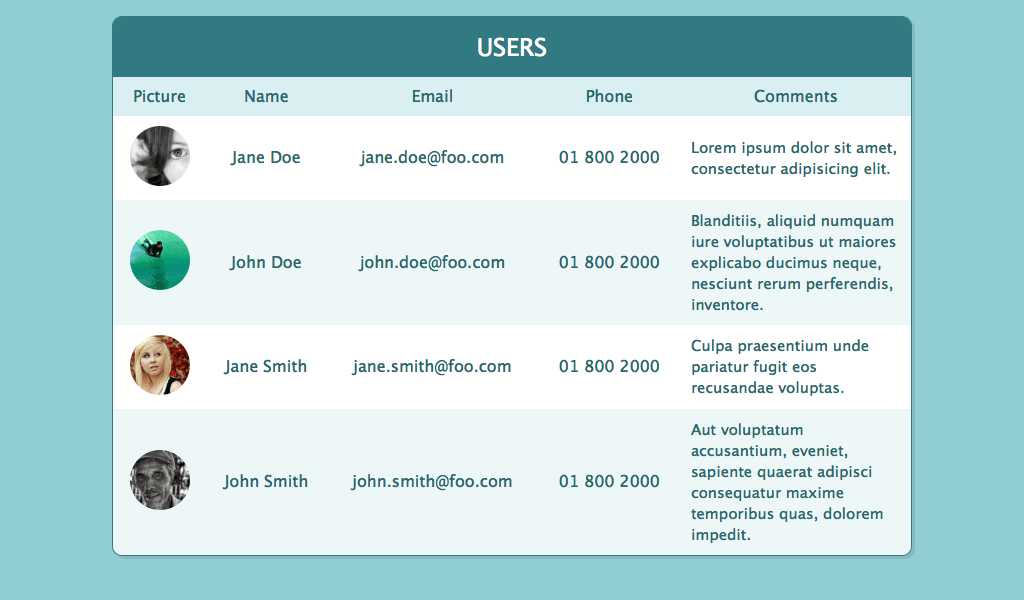 USERS
Picture Name Email Phone Comments
Jane Doe jane.doe@foo.com 01 800 2000 Lorem ipsum dolor sit amet,
consectetur adipisicing elit.
John Doe john.doe@foo.com 01 800 2000 Blanditiis, aliquid numquam
iure voluptatibus ut maiores
explicabo ducimus neque,
nesciunt rerum perferendis,
inventore.
Jane Smith jane.smith@foo.com 01 800 2000 Culpa praesentium unde
pariatur fugit eos
recusandae voluptas.
John Smith john.smith@foo.com 01 800 2000 Aut voluptatum
accusantium, eveniet,
sapiente quaerat adipisci
consequatur maxime
temporibus quas, dolorem
impedit.